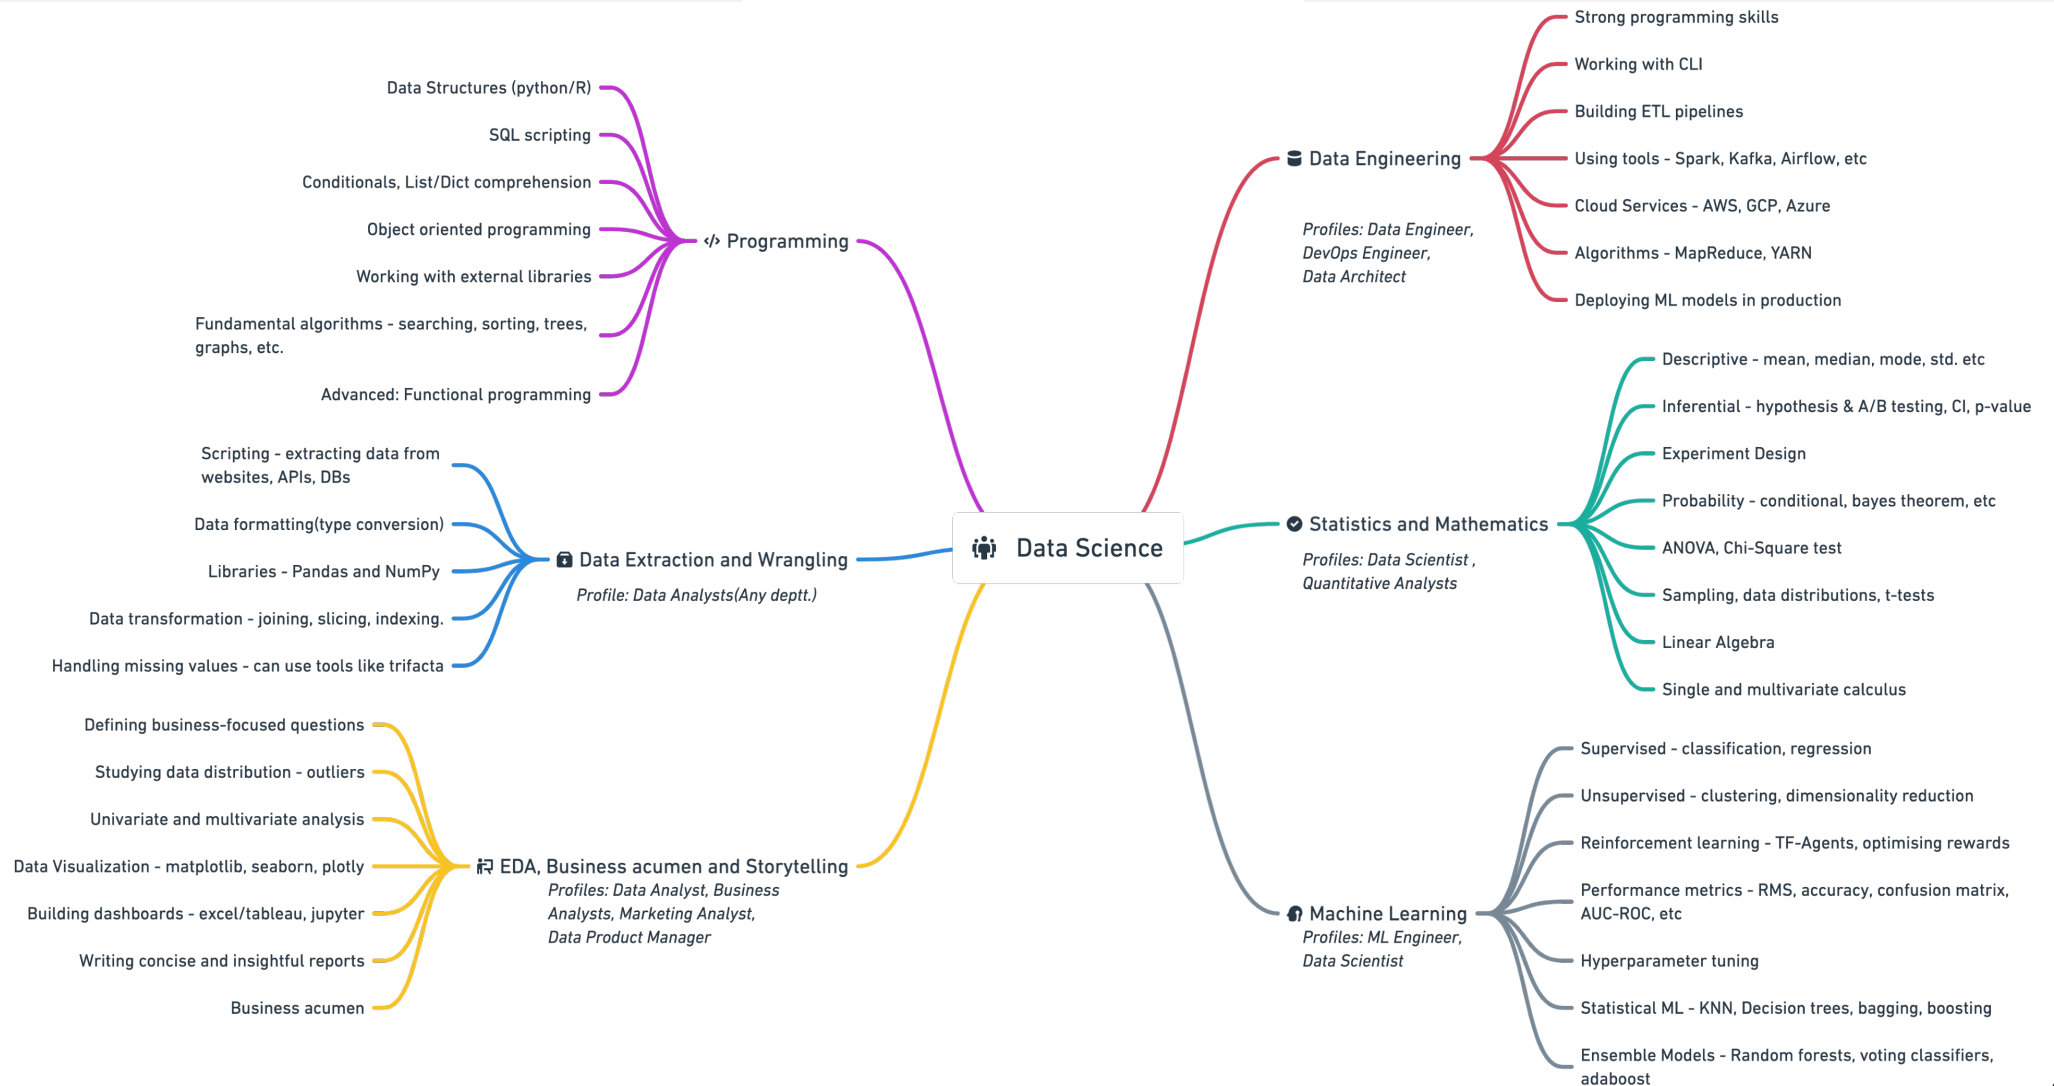 Data Science
Programming
Data Structures (python/R)
SQL scripting
Conditionals, List/Dict comprehension
Object oriented programming
Working with external libraries
Fundamental algorithms - searching, sorting, trees,
graphs, etc.
Advanced: Functional programming
Data Extraction and Wrangling
Profile: Data Analysts(Any deptt.)
Scripting - extracting data from
websites, APIs, DBs
Data formatting(type conversion)
Libraries - Pandas and NumPy
Data transformation - joining, slicing, indexing.
Handling missing values - can use tools like trifacta
EDA, Business acumen and Storytelling
Profiles: Data Analyst, Business
Analysts, Marketing Analyst,
Data Product Manager
Defining business-focused questions
Studying data distribution - outliers
Univariate and multivariate analysis
Data Visualization - matplotlib, seaborn, plotly
Building dashboards - excel/tableau, jupyter
Writing concise and insightful reports
Business acumen
Data Engineering
Profiles: Data Engineer,
DevOps Engineer,
Data Architect
Strong programming skills
Working with CLI
Building ETL pipelines
Using tools - Spark, Kafka, Airflow, etc
Cloud Services - AWS, GCP, Azure
Algorithms - MapReduce, YARN
Deploying ML models in production
Statistics and Mathematics
Profiles: Data Scientist ,
Quantitative Analysts
Descriptive - mean, median, mode, std. etc
Inferential - hypothesis & A/B testing, CI, p-value
Experiment Design
Probability - conditional, bayes theorem, etc
ANOVA, Chi-Square test
Sampling, data distributions, t-tests
Linear Algebra
Single and multivariate calculus
Machine Learning
Profiles: ML Engineer,
Data Scientist
Supervised - classification, regression
Unsupervised - clustering, dimensionality reduction
Reinforcement learning - TF-Agents, optimising rewards
Performance metrics - RMS, accuracy, confusion matrix,
AUC-ROC, etc
Hyperparameter tuning
Statistical ML - KNN, Decision trees, bagging, boosting
Ensemble Models - Random forests, voting classifiers,
adaboost